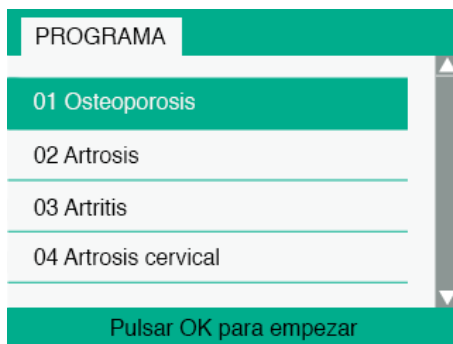 PROGRAMA
01 Osteoporosis
02 Artrosis
03 Artritis
04 Artrosis cervical
Pulsar OK para empezar